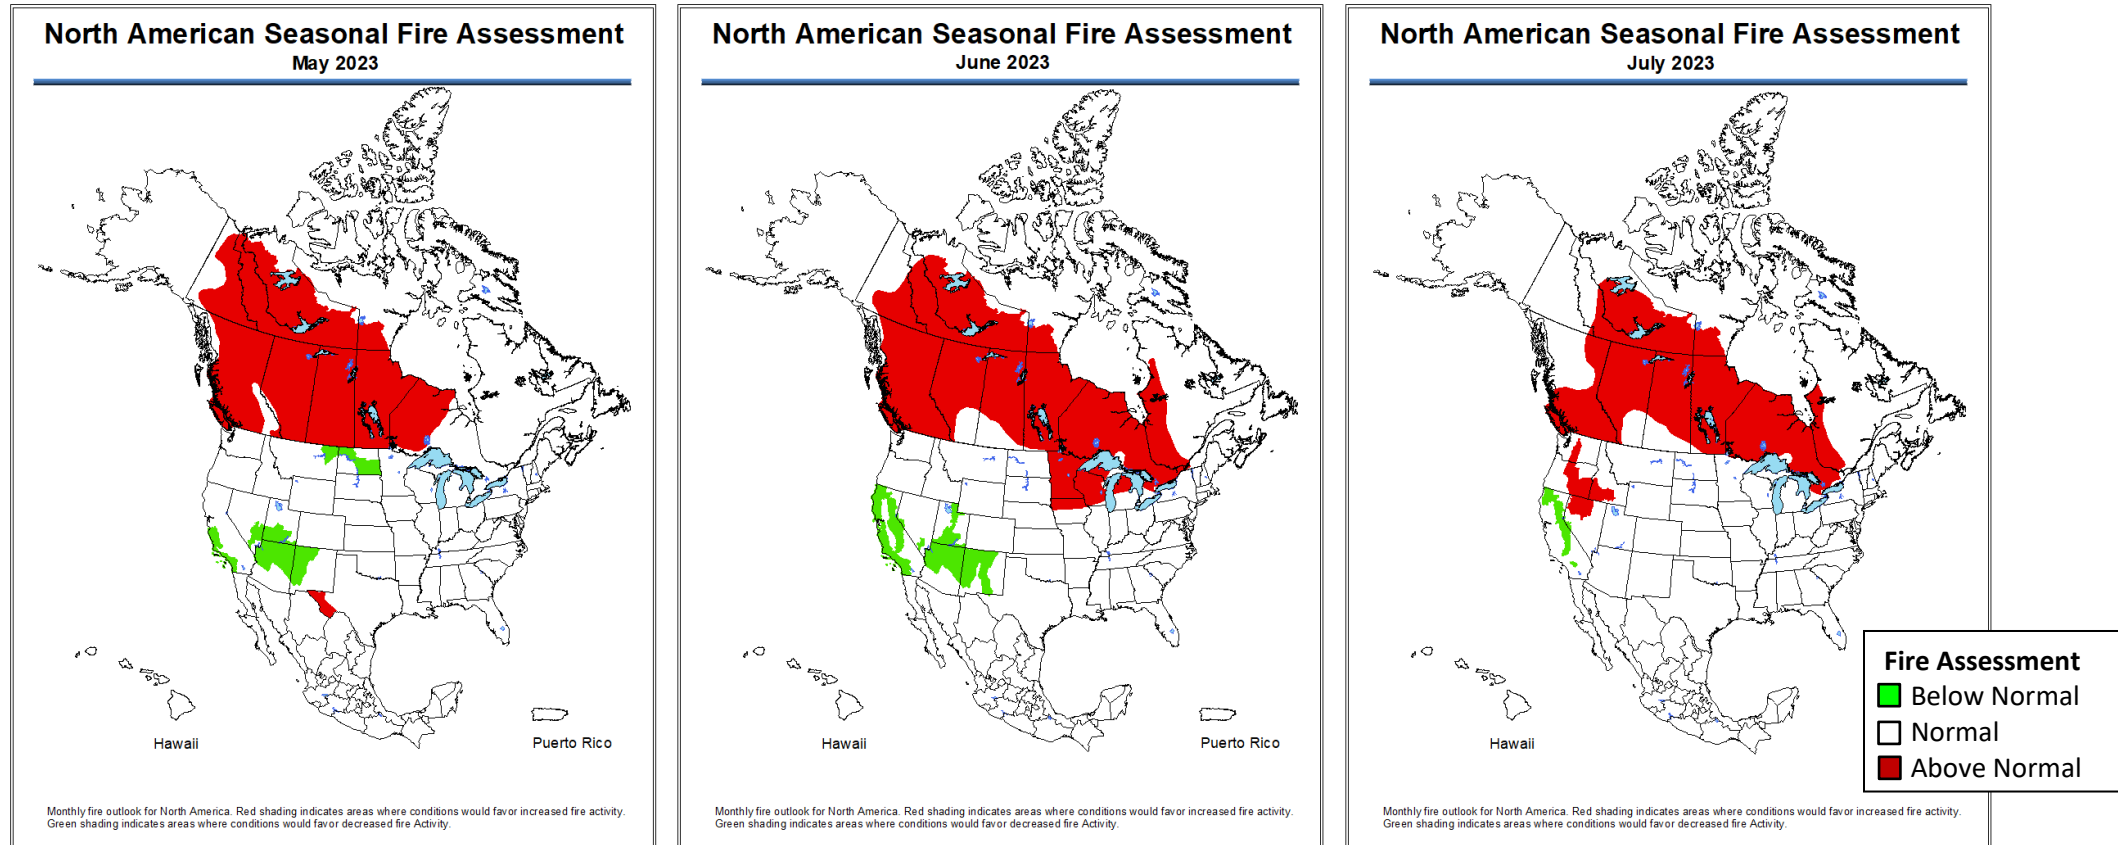 North American Seasonal Fire Assessment
May 2023
Hawaii
Puerto Rico
Monthly fire outlook for North America. Red shading indicates areas where conditions would favor increased fire activity.
Green shading indicates areas where conditions would favor decreased fire Activity.
North American Seasonal Fire Assessment
June 2023
Hawaii
Puerto Rico
Monthly fire outlook for North America. Red shading indicates areas where conditions would favor increased fire activity.
Green shading indicates areas where conditions would favor decreased fire Activity.
North American Seasonal Fire Assessment
July 2023
Hawaii
Monthly fire outlook for North America. Red shading indicates areas where conditions would favor increased fire activity.
Green shading indicates areas where conditions would favor decreased fire Activity.
Fire Assessment
Below Normal
Normal
Above Normal